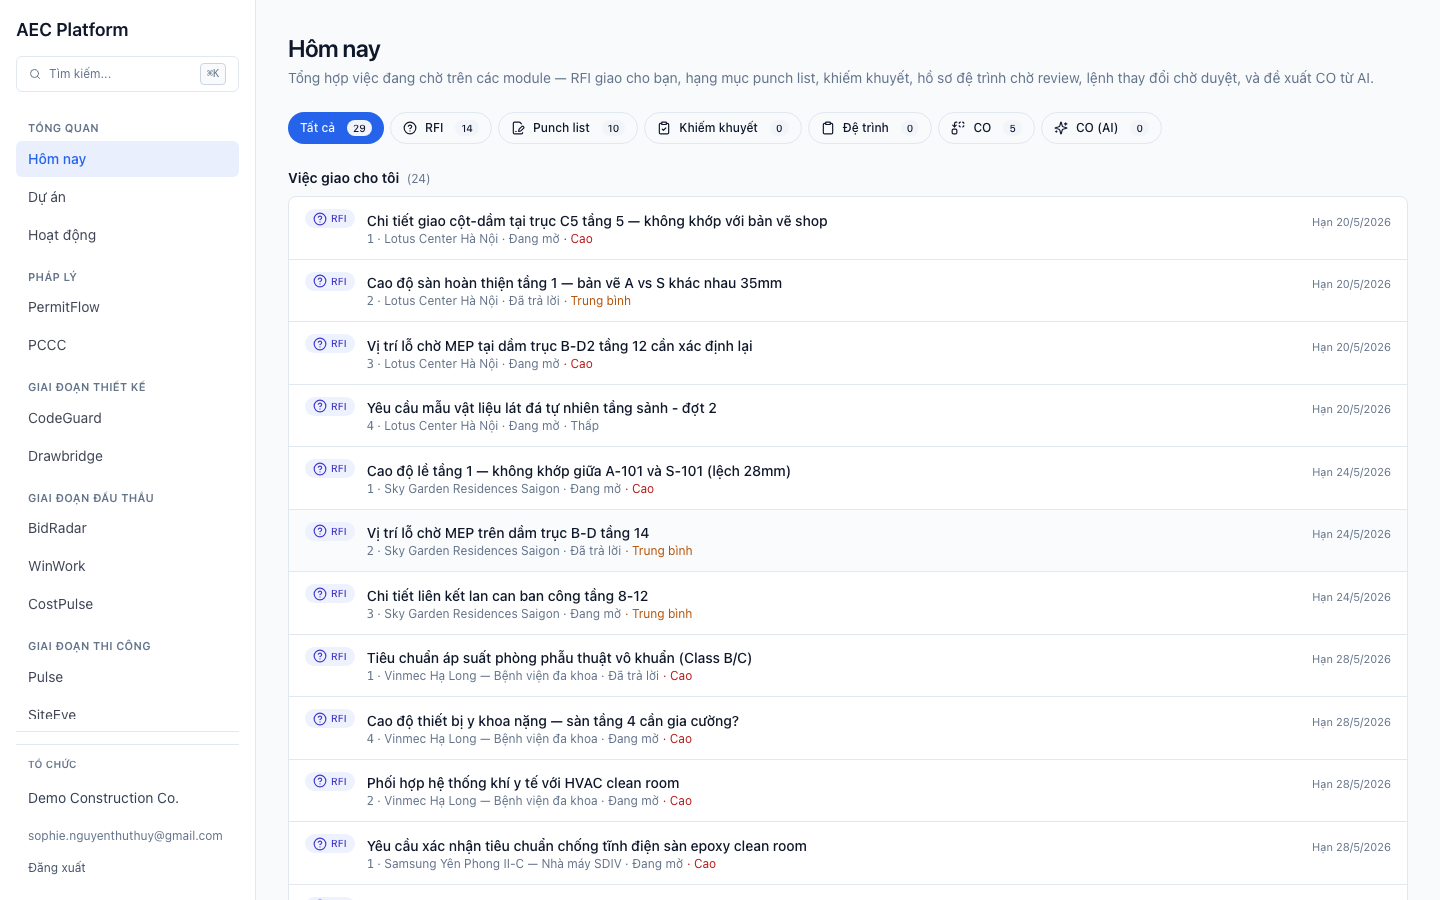 AEC Platform
Tìm kiếm... ⌘K
TỔNG QUAN
Hôm nay
Dự án
Hoạt động
PHÁP LÝ
PermitFlow
PCCC
GIAI ĐOẠN THIẾT KẾ
CodeGuard
Drawbridge
GIAI ĐOẠN ĐẤU THẦU
BidRadar
WinWork
CostPulse
GIAI ĐOẠN THI CÔNG
Pulse
SiteEye
TỔ CHỨC
Demo Construction Co.
sophie.nguyenthuthuy@gmail.com
Đăng xuất
Hôm nay
Tổng hợp việc đang chờ trên các module — RFI giao cho bạn, hạng mục punch list, khiếm khuyết, hồ sơ đệ trình chờ review, lệnh thay đổi chờ duyệt, và đề xuất CO từ AI.
Tất cả 29 RFI 14 Punch list 10 Khiếm khuyết 0 Đệ trình 0 CO 5 CO (AI) 0
Việc giao cho tôi (24)
RFI Chi tiết giao cột-dầm tại trục C5 tầng 5 — không khớp với bản vẽ shop Hạn 20/5/2026
1 · Lotus Center Hà Nội · Đang mở · Cao
RFI Cao độ sàn hoàn thiện tầng 1 — bản vẽ A vs S khác nhau 35mm Hạn 20/5/2026
2 · Lotus Center Hà Nội · Đã trả lời · Trung bình
RFI Vị trí lỗ chờ MEP tại dầm trục B-D2 tầng 12 cần xác định lại Hạn 20/5/2026
3 · Lotus Center Hà Nội · Đang mở · Cao
RFI Yêu cầu mẫu vật liệu lát đá tự nhiên tầng sảnh - đợt 2 Hạn 20/5/2026
4 · Lotus Center Hà Nội · Đang mở · Thấp
RFI Cao độ lề tầng 1 — không khớp giữa A-101 và S-101 (lệch 28mm) Hạn 24/5/2026
1 · Sky Garden Residences Saigon · Đang mở · Cao
RFI Vị trí lỗ chờ MEP trên dầm trục B-D tầng 14 Hạn 24/5/2026
2 · Sky Garden Residences Saigon · Đã trả lời · Trung bình
RFI Chi tiết liên kết lan can ban công tầng 8-12 Hạn 24/5/2026
3 · Sky Garden Residences Saigon · Đang mở · Trung bình
RFI Tiêu chuẩn áp suất phòng phẫu thuật vô khuẩn (Class B/C) Hạn 28/5/2026
1 · Vinmec Hạ Long — Bệnh viện đa khoa · Đã trả lời · Cao
RFI Cao độ thiết bị y khoa nặng — sàn tầng 4 cần gia cường? Hạn 28/5/2026
4 · Vinmec Hạ Long — Bệnh viện đa khoa · Đang mở · Cao
RFI Phối hợp hệ thống khí y tế với HVAC clean room Hạn 28/5/2026
2 · Vinmec Hạ Long — Bệnh viện đa khoa · Đang mở · Cao
RFI Yêu cầu xác nhận tiêu chuẩn chống tĩnh điện sàn epoxy clean room Hạn 28/5/2026
1 · Samsung Yên Phong II-C — Nhà máy SDIV · Đang mở · Cao